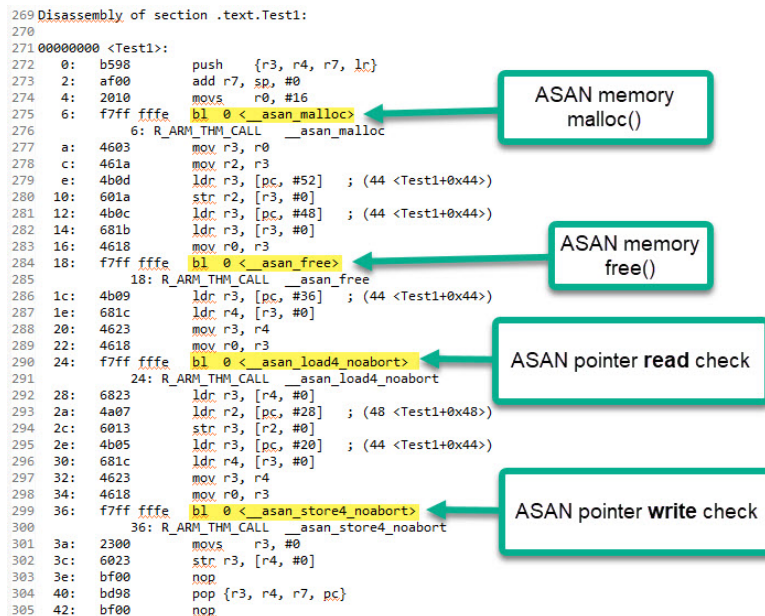 269 Disassembly of section .text.Test1:
270
271 00000000 <Test1>:
272 0: b598 push {r3, r4, r7, lr}
273 2: af00 add r7, sp, #0
274 4: 2010 movs r0, #16
275 6: f7ff fffe bl 0 <__asan_malloc>
ASAN memory
malloc()
276 6: R_ARM_THM_CALL __asan_malloc
277 a: 4603 mov r3, r0
278 c: 461a mov r2, r3
279 e: 4b0d ldr r3, [pc, #52] ; (44 <Test1+0x44>)
280 10: 601a str r2, [r3, #0]
281 12: 4b0c ldr r3, [pc, #48] ; (44 <Test1+0x44>)
282 14: 681b ldr r3, [r3, #0]
283 16: 4618 mov r0, r3
284 18: f7ff fffe bl 0 <__asan_free>
ASAN memory
free()
285 18: R_ARM_THM_CALL __asan_free
286 1c: 4b09 ldr r3, [pc, #36] ; (44 <Test1+0x44>)
287 1e: 681c ldr r4, [r3, #0]
288 20: 4623 mov r3, r4
289 22: 4618 mov r0, r3
290 24: f7ff fffe bl 0 <__asan_load4_noabort>
ASAN pointer read check
291 24: R_ARM_THM_CALL __asan_load4_noabort
292 28: 6823 ldr r3, [r4, #0]
293 2a: 4a07 ldr r2, [pc, #28] ; (48 <Test1+0x48>)
294 2c: 6013 str r3, [r2, #0]
295 2e: 4b05 ldr r3, [pc, #20] ; (44 <Test1+0x44>)
296 30: 681c ldr r4, [r3, #0]
297 32: 4623 mov r3, r4
298 34: 4618 mov r0, r3
299 36: f7ff fffe bl 0 <__asan_store4_noabort>
ASAN pointer write check
300 36: R_ARM_THM_CALL __asan_store4_noabort
301 3a: 2300 movs r3, #0
302 3c: 6023 str r3, [r4, #0]
303 3e: bf00 nop
304 40: bd98 pop {r3, r4, r7, pc}
305 42: bf00 nop